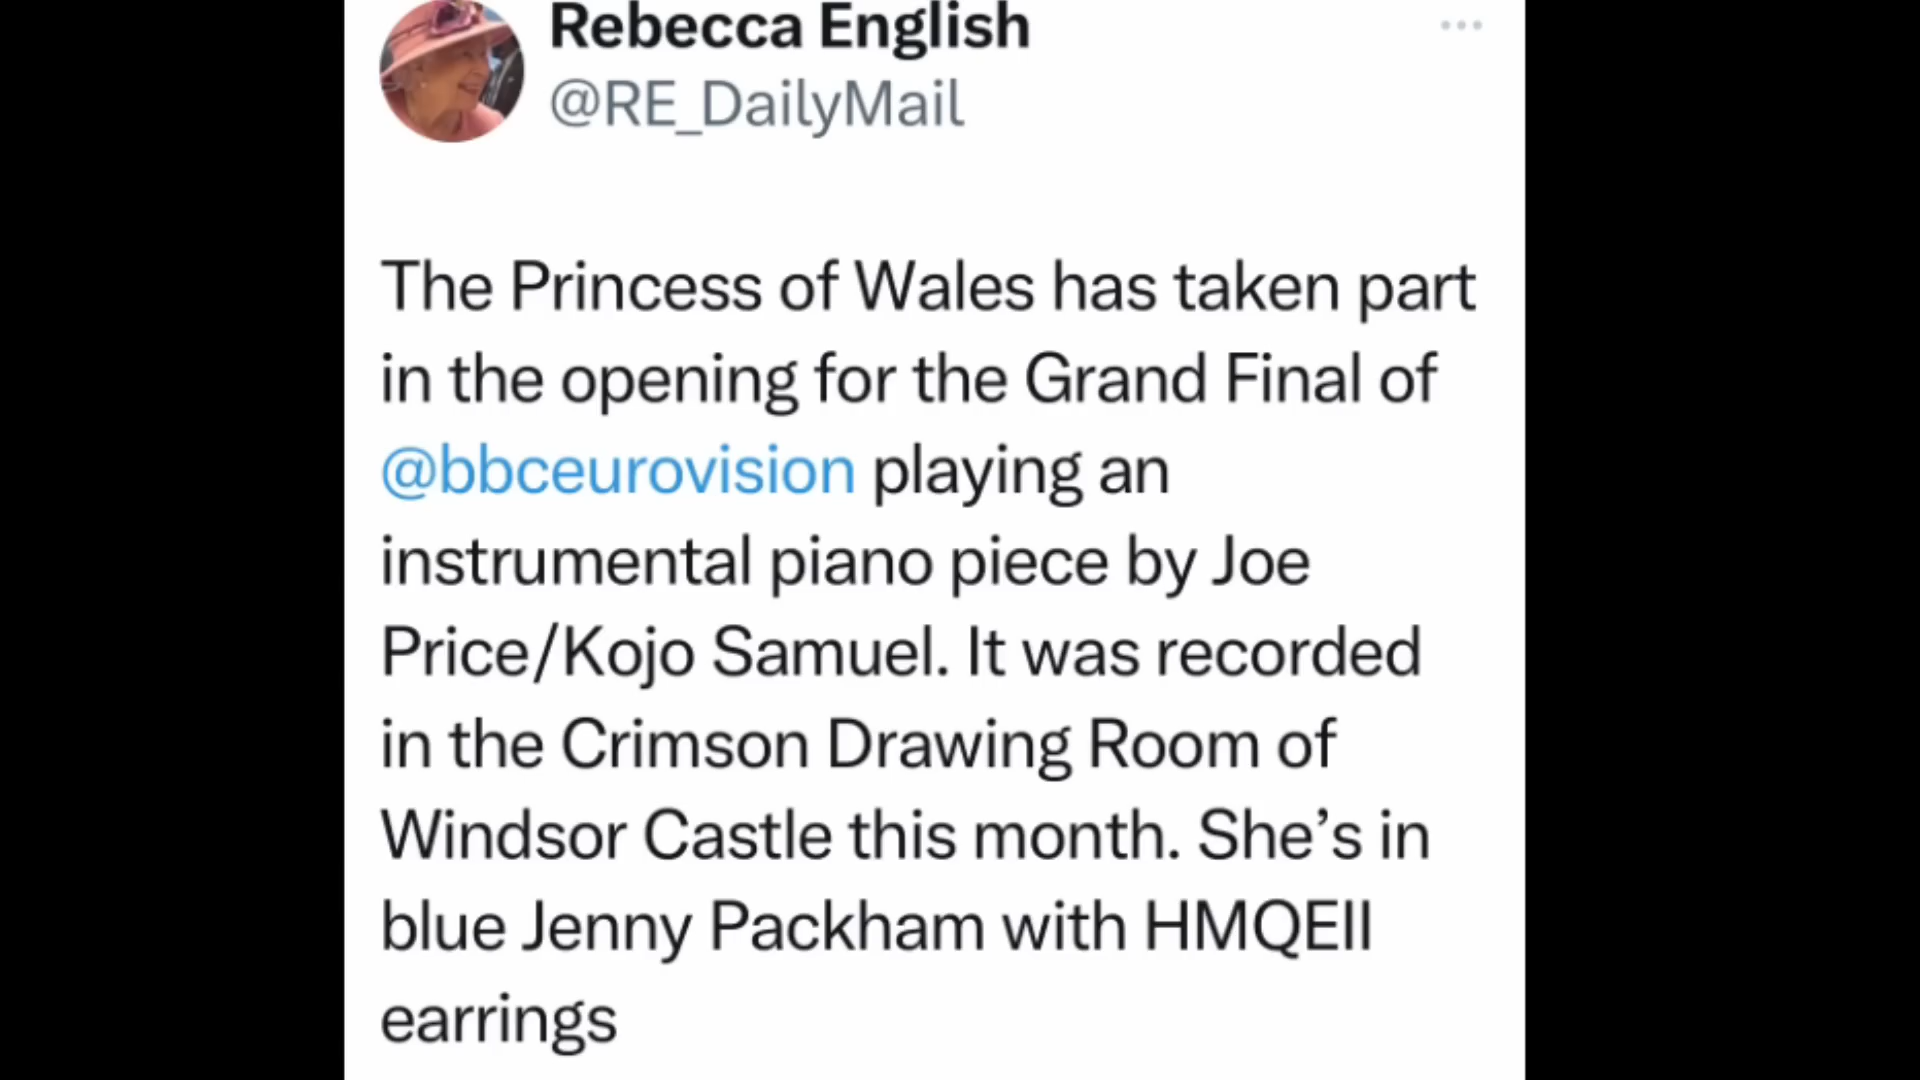 Rebecca English
@RE_DailyMail
The Princess of Wales has taken part
in the opening for the Grand Final of
@bbceurovision playing an
instrumental piano piece by Joe
Price/Kojo Samuel. It was recorded
in the Crimson Drawing Room of
Windsor Castle this month. She’s in
blue Jenny Packham with HMQEII
earrings